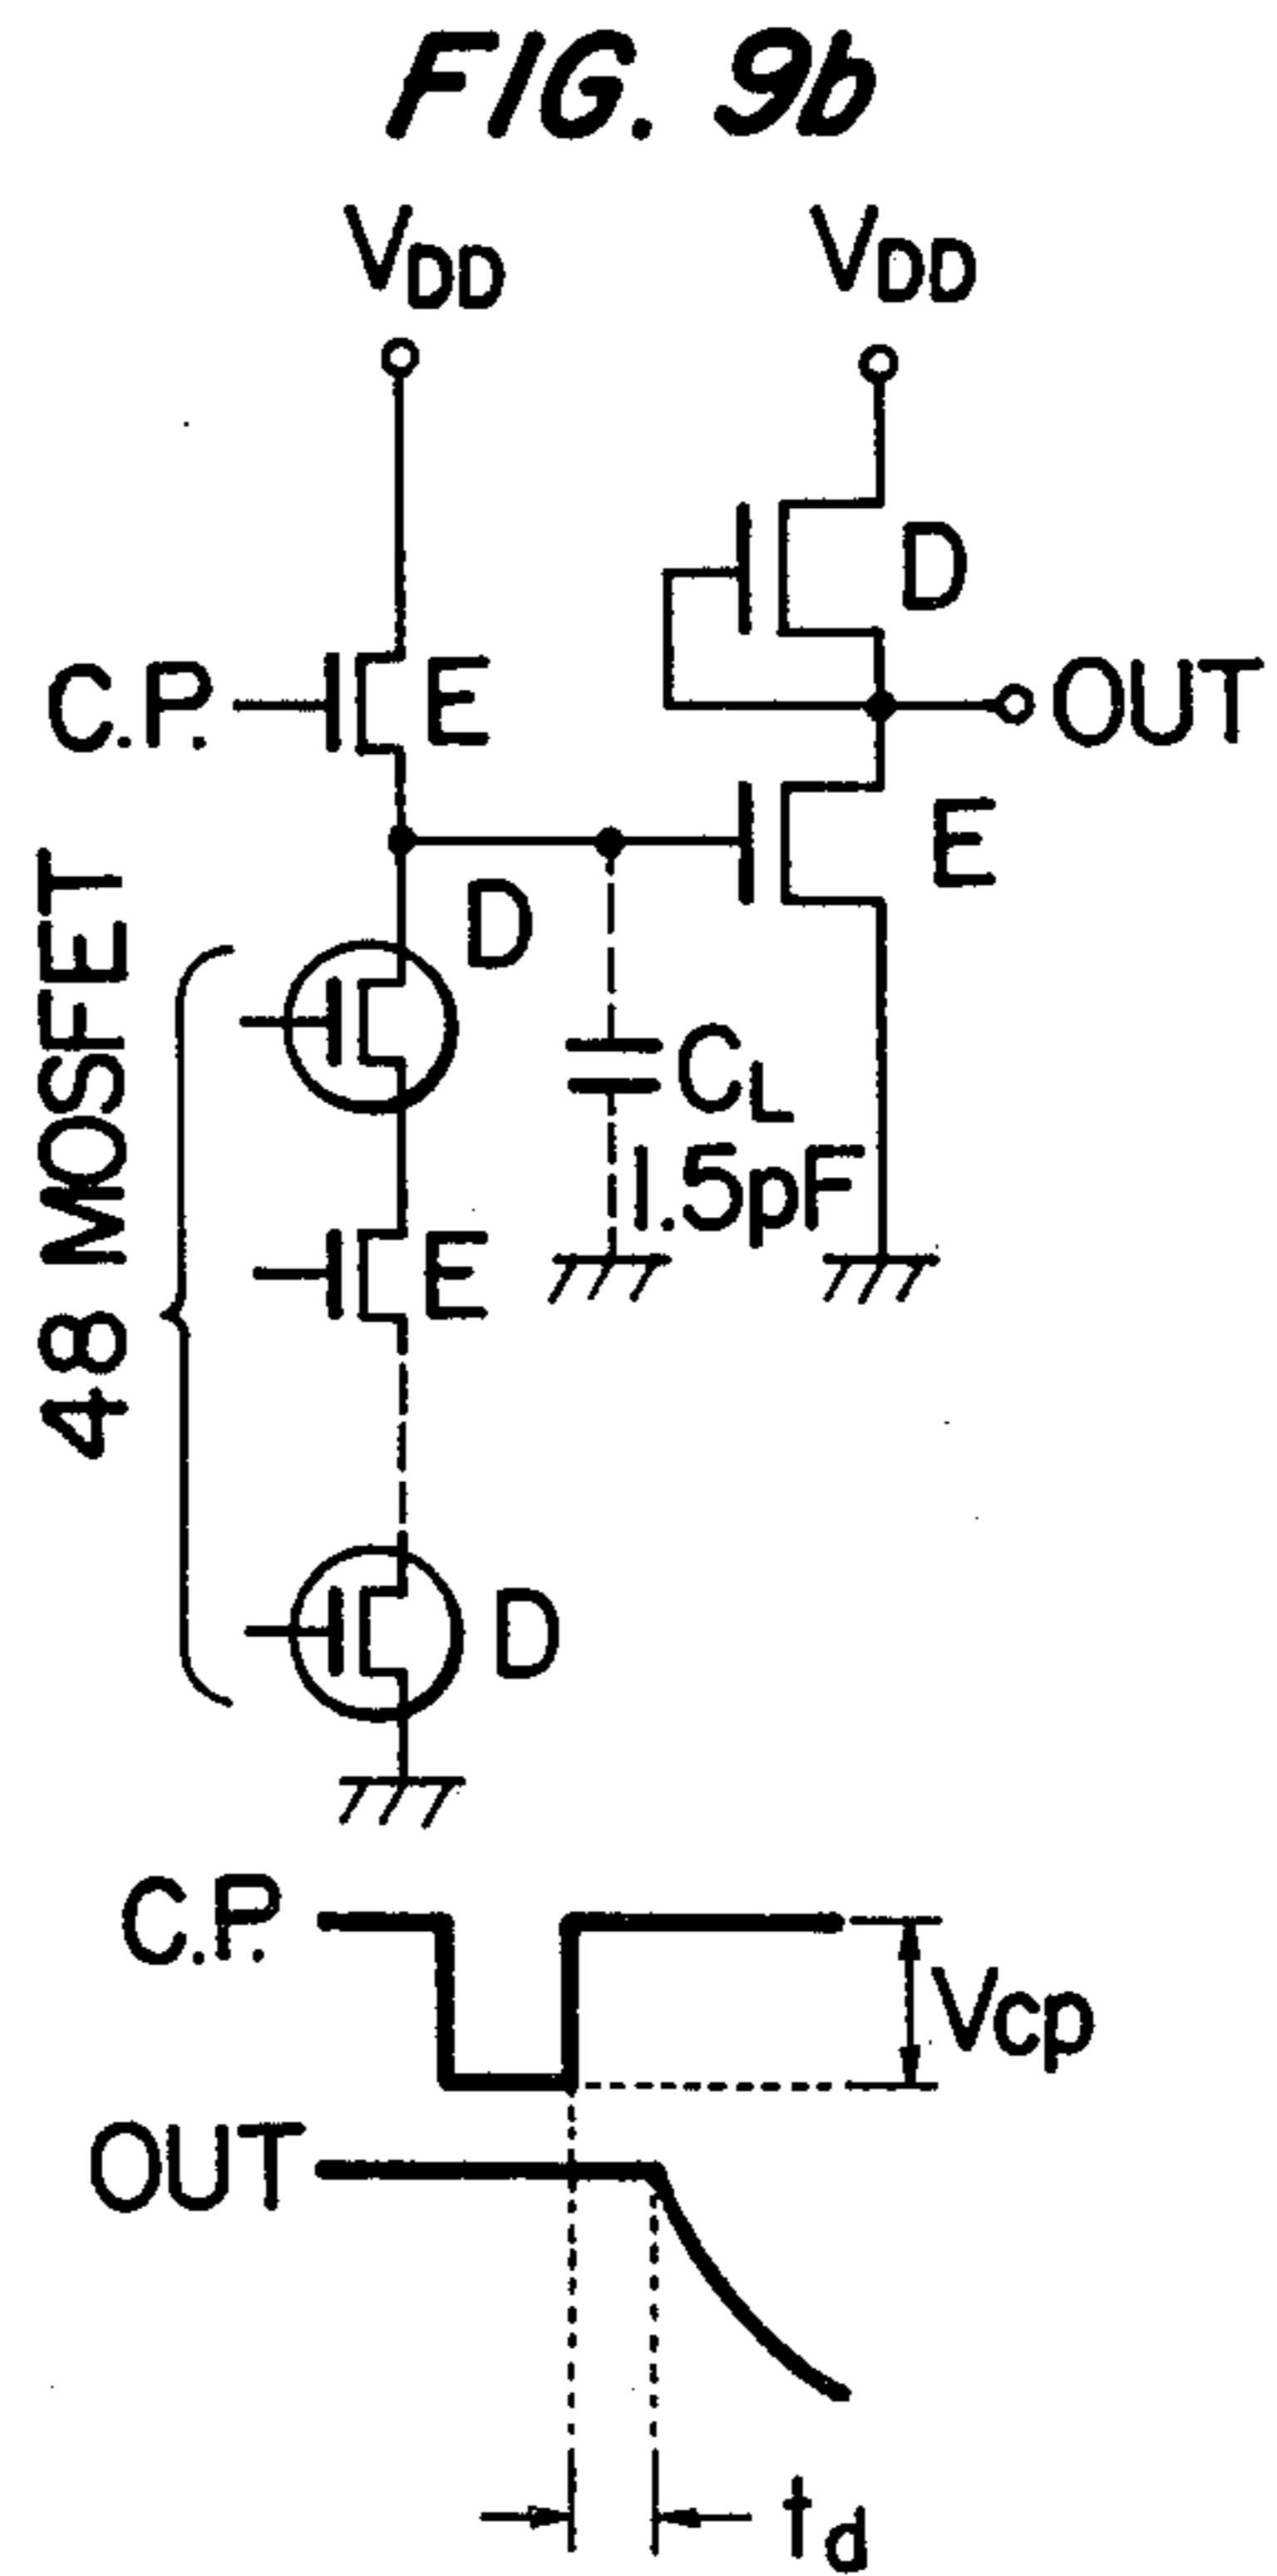 FIG. 9b
VDD
VDD
D
C.P.
E
OUT
E
D
48 MOSFET
CL
1.5pF
E
D
C.P.
Vcp
OUT
td